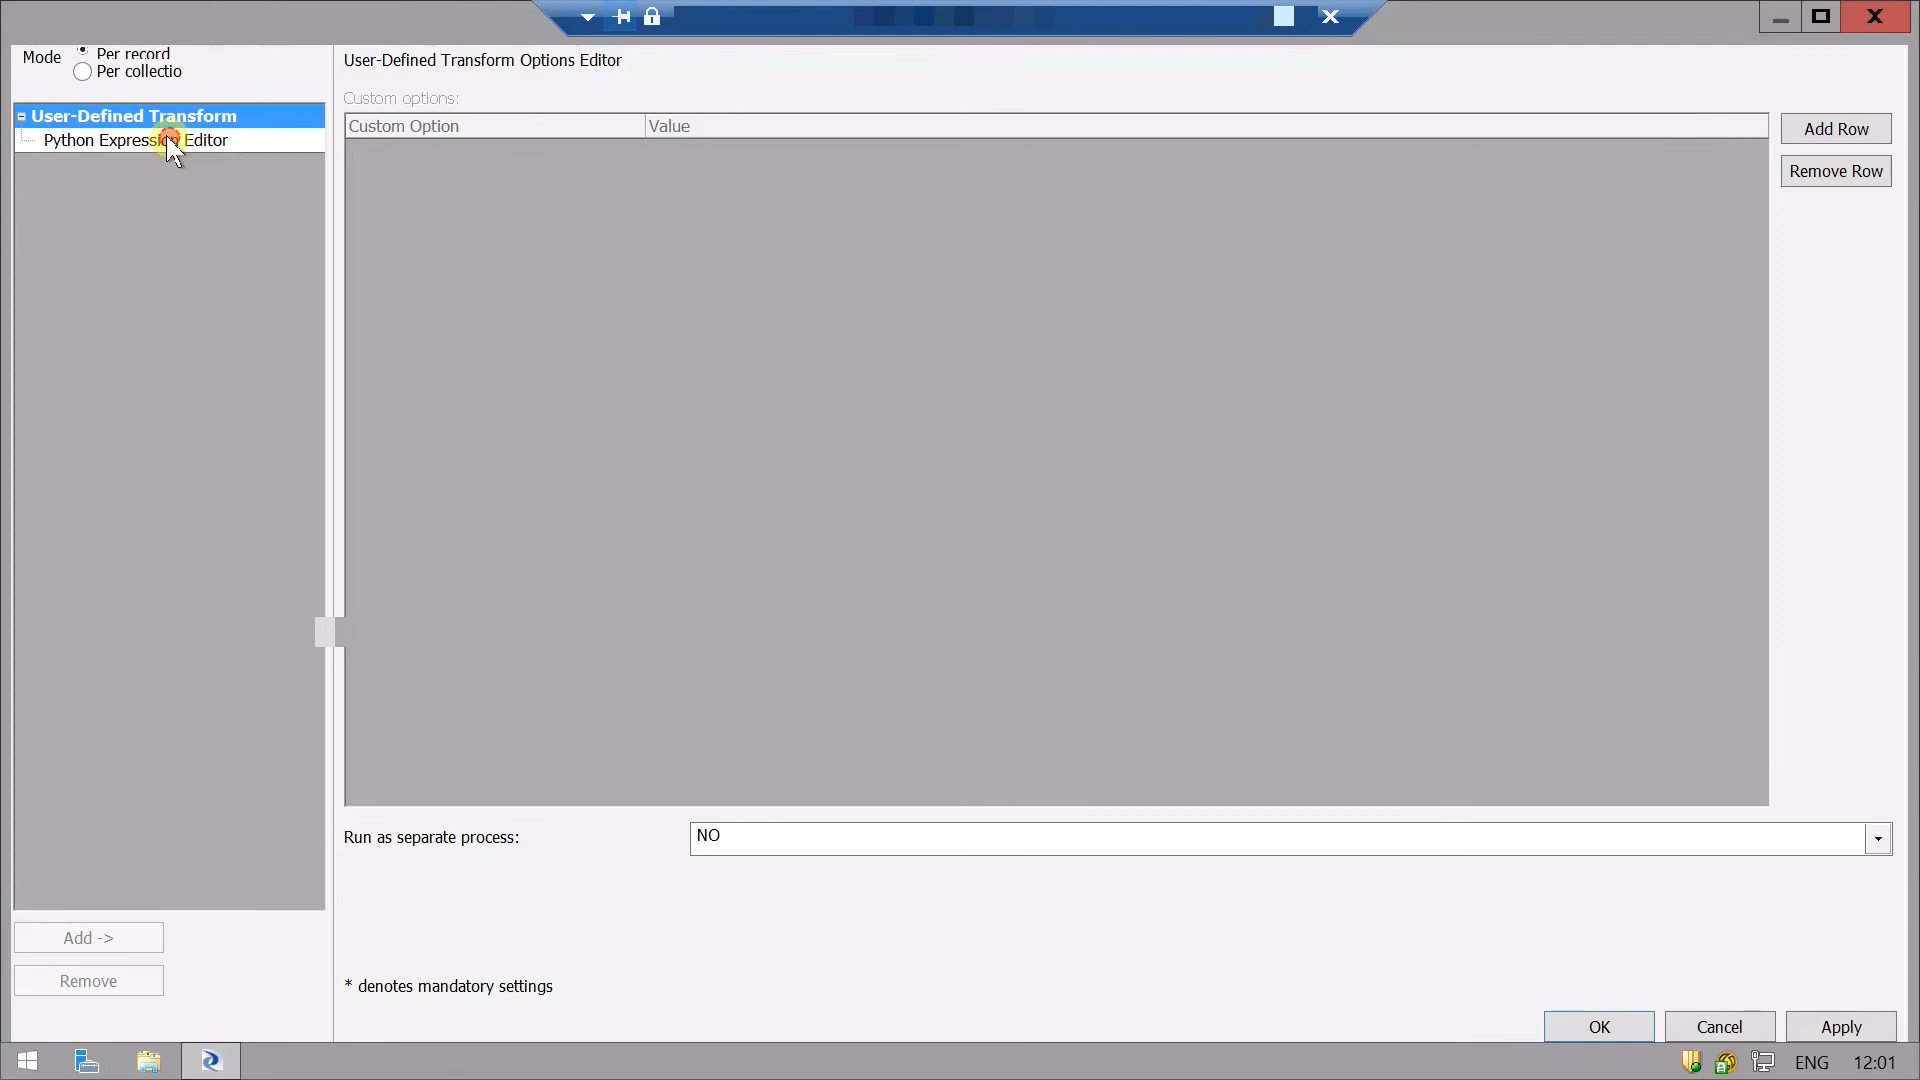 Mode
Per record
Per collectio
User-Defined Transform
Python Expression Editor
Add ->
Remove
User-Defined Transform Options Editor
Custom options:
Custom Option Value
Add Row
Remove Row
Run as separate process: NO
* denotes mandatory settings
OK Cancel Apply
ENG 12:01